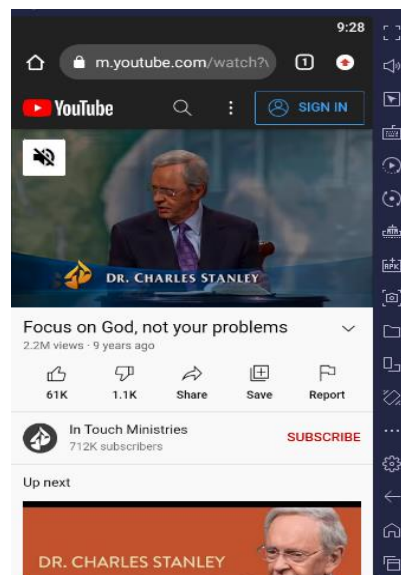 9:28
m.youtube.com/watch?v
1
YouTube
SIGN IN
DR. CHARLES STANLEY
Focus on God, not your problems
2.2M views · 9 years ago
61K
1.1K
Share
Save
Report
In Touch Ministries
712K subscribers
SUBSCRIBE
Up next
DR. CHARLES STANLEY